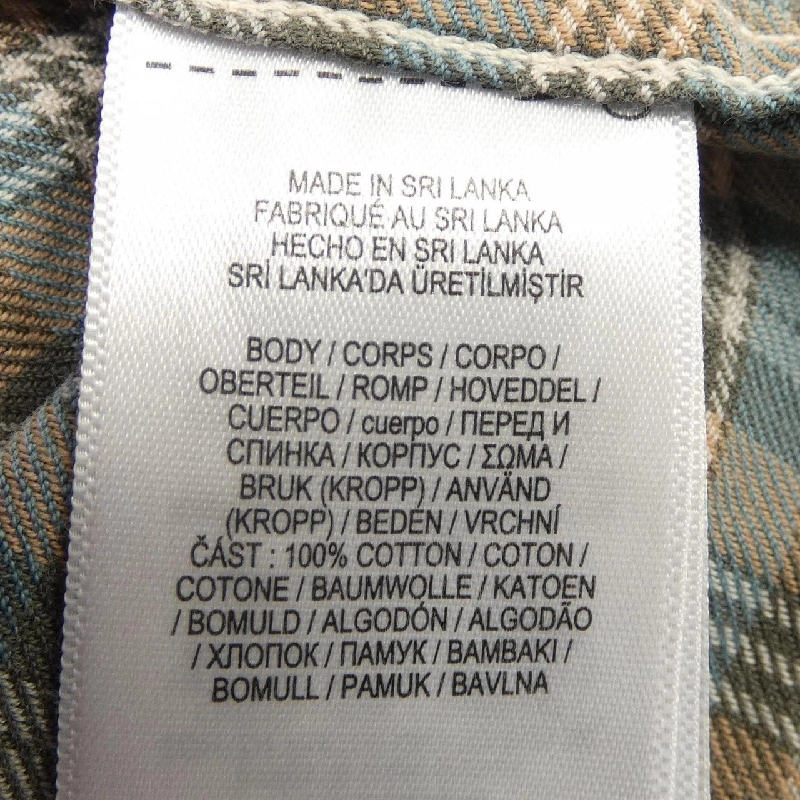 MADE IN SRI LANKA
FABRIQUÉ AU SRI LANKA
HECHO EN SRI LANKA
SRİ LANKA'DA ÜRETİLMİŞTİR
BODY / CORPS / CORPO /
OBERTEIL / ROMP / HOVEDDEL /
CUERPO / cuerpo / ПЕРЕД И
СПИНКА / КОРПУС / ΣΩΜΑ /
BRUK (KROPP) / ANVÄND
(KROPP) / BEDEN / VRCHNÍ
ČÁST : 100% COTTON / COTON /
COTONE / BAUMWOLLE / KATOEN
/ BOMULD / ALGODÓN / ALGODÃO
/ ХЛОПОК / ПАМУК / BAMBAKI /
BOMULL / PAMUK / BAVLNA